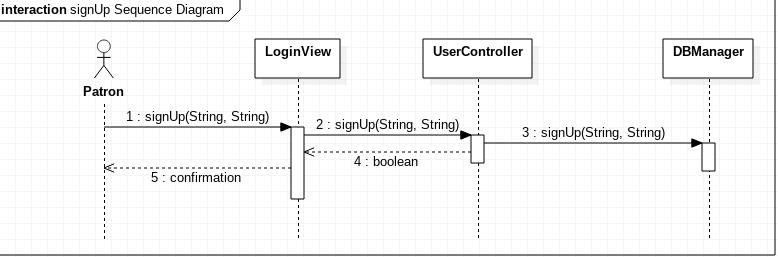 interaction signUp Sequence Diagram
LoginView
UserController
DBManager
Patron
1 : signUp(String, String)
2 : signUp(String, String)
3 : signUp(String, String)
4 : boolean
5 : confirmation